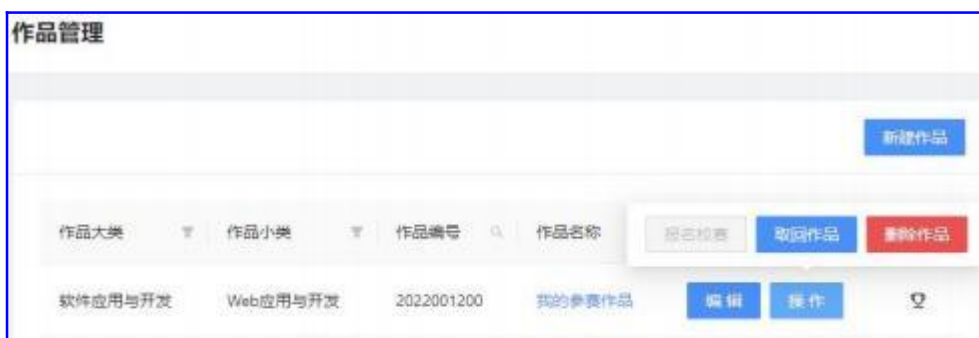 作品管理
新建作品
作品大类 作品小类 作品编号 作品名称 报名校赛 取回作品 删除作品
软件应用与开发 Web应用与开发 2022001200 我的参赛作品 编辑 操作